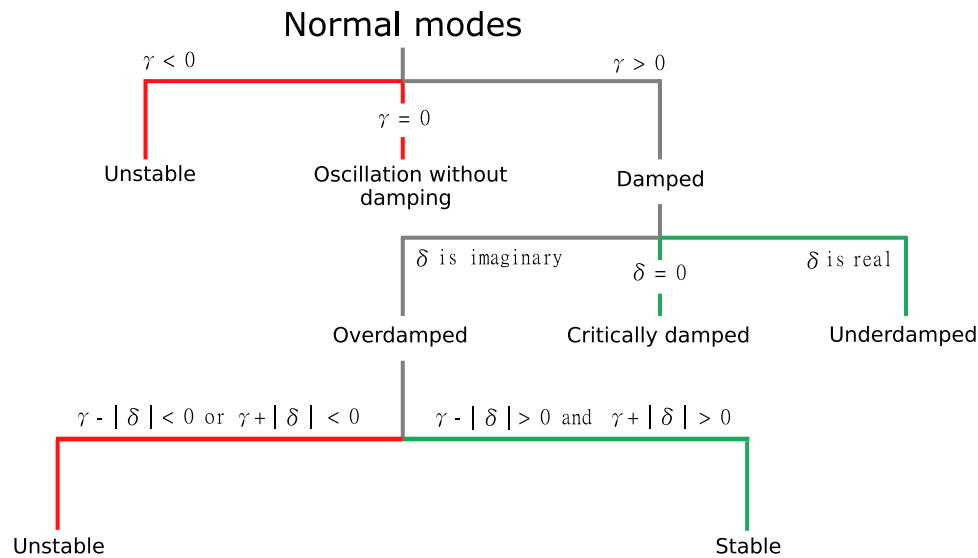 Normal modes
γ < 0
γ > 0
γ = 0
Unstable
Oscillation without
damping
Damped
δ is imaginary
δ = 0
δ is real
Overdamped
Critically damped
Underdamped
γ - | δ | < 0 or γ + | δ | < 0
γ - | δ | > 0 and γ + | δ | > 0
Unstable
Stable